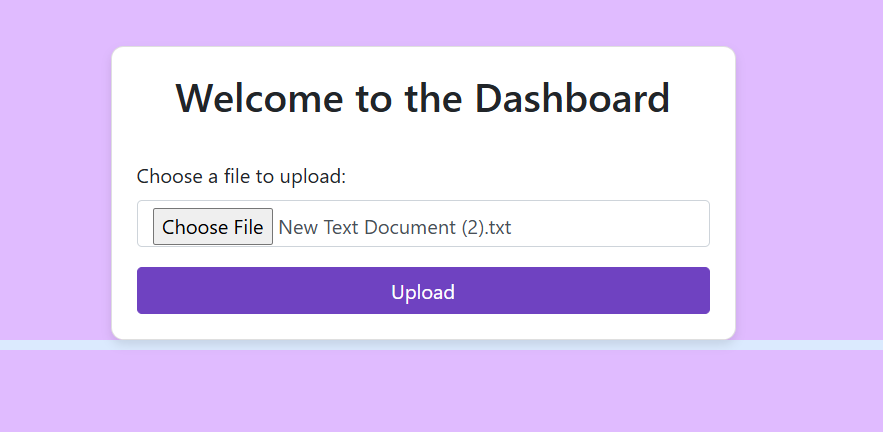 Welcome to the Dashboard
Choose a file to upload:
Choose File New Text Document (2).txt
Upload